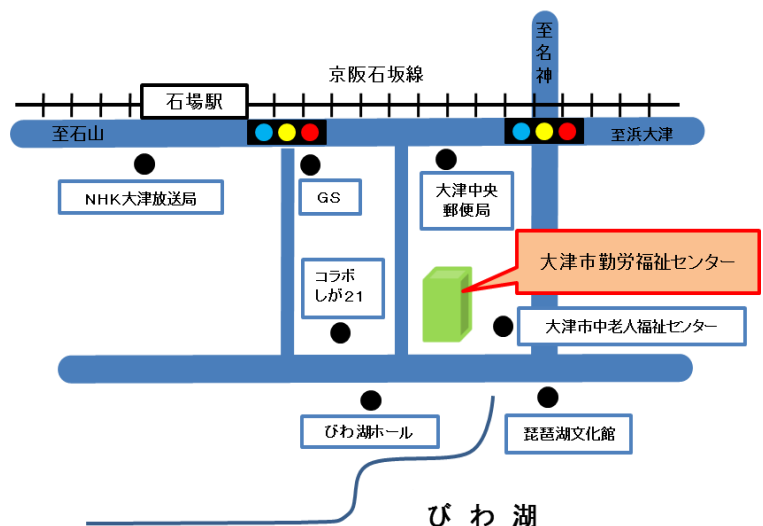 至名神
京阪石坂線
石場駅
至石山
至浜大津
NHK大津放送局
GS
大津中央
郵便局
コラボ
しが21
大津市勤労福祉センター
大津市中老人福祉センター
びわ湖ホール
琵琶湖文化館
びわ湖